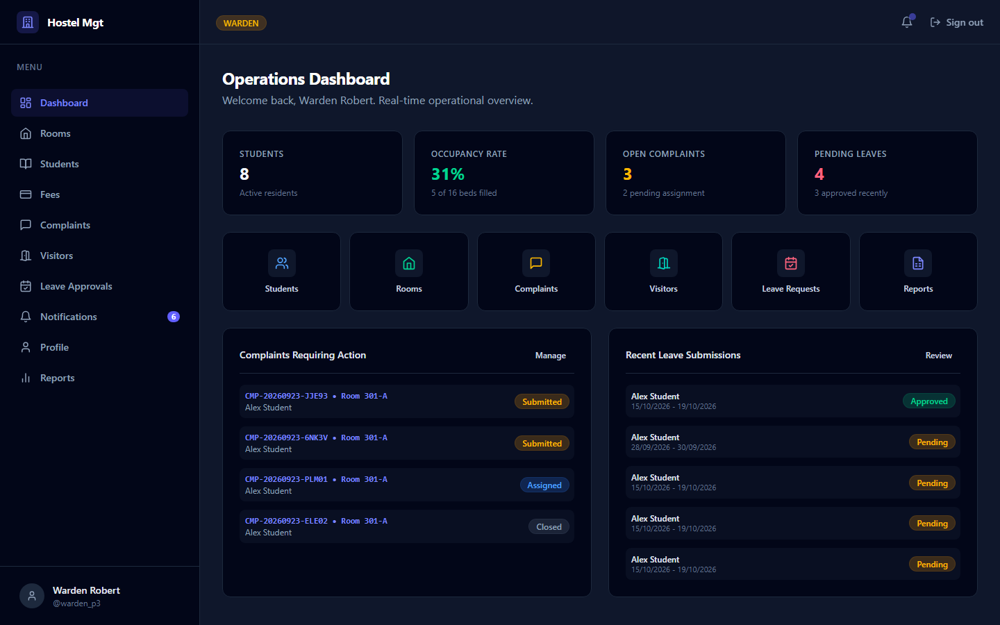 Hostel Mgt
MENU
Dashboard
Rooms
Students
Fees
Complaints
Visitors
Leave Approvals
Notifications 6
Profile
Reports
Warden Robert
@warden_p3
WARDEN
Sign out
Operations Dashboard
Welcome back, Warden Robert. Real-time operational overview.
STUDENTS
8
Active residents
OCCUPANCY RATE
31%
5 of 16 beds filled
OPEN COMPLAINTS
3
2 pending assignment
PENDING LEAVES
4
3 approved recently
Students
Rooms
Complaints
Visitors
Leave Requests
Reports
Complaints Requiring Action
Manage
CMP-20260923-JJE93 • Room 301-A
Alex Student
Submitted
CMP-20260923-6NK3V • Room 301-A
Alex Student
Submitted
CMP-20260923-PLM01 • Room 301-A
Alex Student
Assigned
CMP-20260923-ELE02 • Room 301-A
Alex Student
Closed
Recent Leave Submissions
Review
Alex Student
15/10/2026 - 19/10/2026
Approved
Alex Student
28/09/2026 - 30/09/2026
Pending
Alex Student
15/10/2026 - 19/10/2026
Pending
Alex Student
15/10/2026 - 19/10/2026
Pending
Alex Student
15/10/2026 - 19/10/2026
Pending